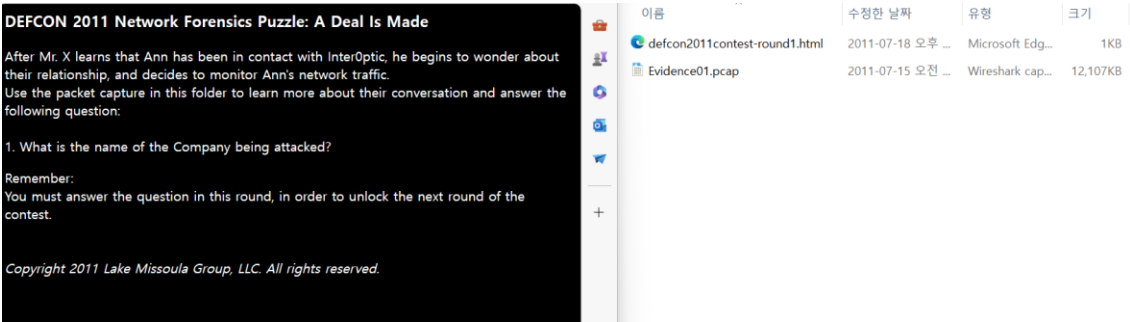 DEFCON 2011 Network Forensics Puzzle: A Deal Is Made
After Mr. X learns that Ann has been in contact with Inter0ptic, he begins to wonder about
their relationship, and decides to monitor Ann's network traffic.
Use the packet capture in this folder to learn more about their conversation and answer the
following question:
1. What is the name of the Company being attacked?
Remember:
You must answer the question in this round, in order to unlock the next round of the
contest.
Copyright 2011 Lake Missoula Group, LLC. All rights reserved.
이름 수정한 날짜 유형 크기
defcon2011contest-round1.html 2011-07-18 오후 ... Microsoft Edg... 1KB
Evidence01.pcap 2011-07-15 오전 ... Wireshark cap... 12,107KB